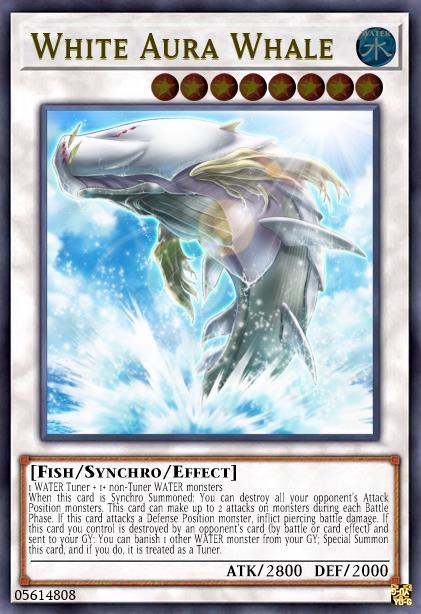 WHITE AURA WHALE
WATER
水
[FISH/SYNCHRO/EFFECT]
1 WATER Tuner + 1+ non-Tuner WATER monsters
When this card is Synchro Summoned: You can destroy all your opponent's Attack
Position monsters. This card can make up to 2 attacks on monsters during each Battle
Phase. If this card attacks a Defense Position monster, inflict piercing battle damage. If
this card you control is destroyed by an opponent's card (by battle or card effect) and
sent to your GY: You can banish 1 other WATER monster from your GY; Special Summon
this card, and if you do, it is treated as a Tuner.
ATK/2800 DEF/2000
05614808